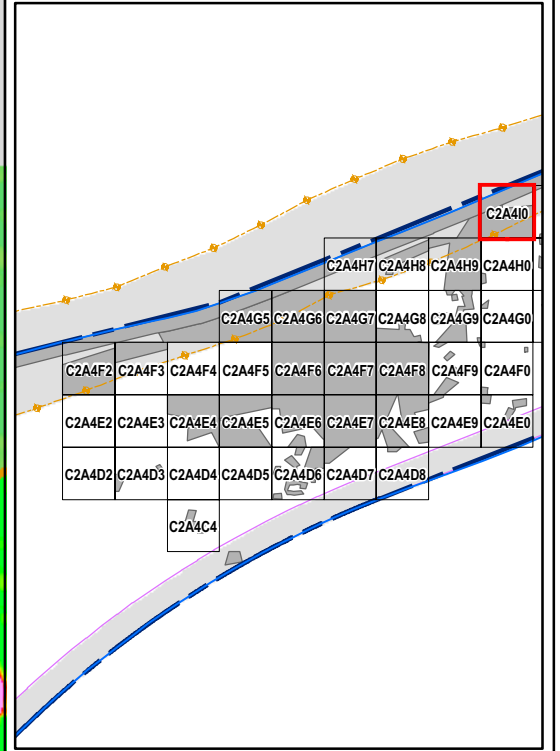 C2A4I0
C2A4H7 C2A4H8 C2A4H9 C2A4H0
C2A4G5 C2A4G6 C2A4G7 C2A4G8 C2A4G9 C2A4G0
C2A4F2 C2A4F3 C2A4F4 C2A4F5 C2A4F6 C2A4F7 C2A4F8 C2A4F9 C2A4F0
C2A4E2 C2A4E3 C2A4E4 C2A4E5 C2A4E6 C2A4E7 C2A4E8 C2A4E9 C2A4E0
C2A4D2 C2A4D3 C2A4D4 C2A4D5 C2A4D6 C2A4D7 C2A4D8
C2A4C4